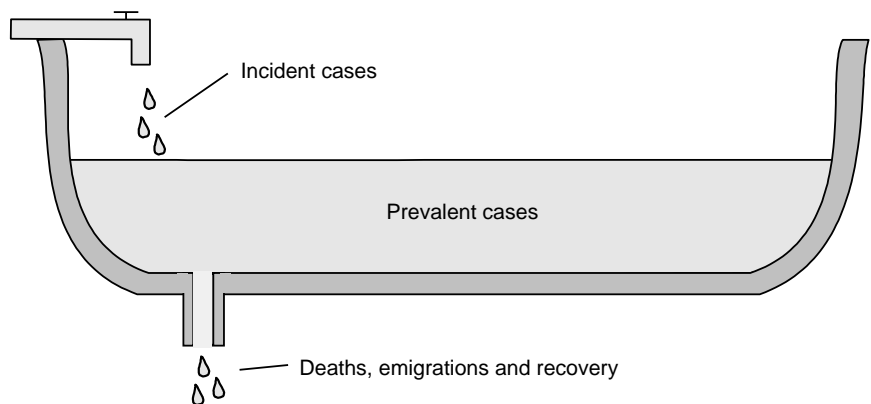 Incident cases
Prevalent cases
Deaths, emigrations and recovery